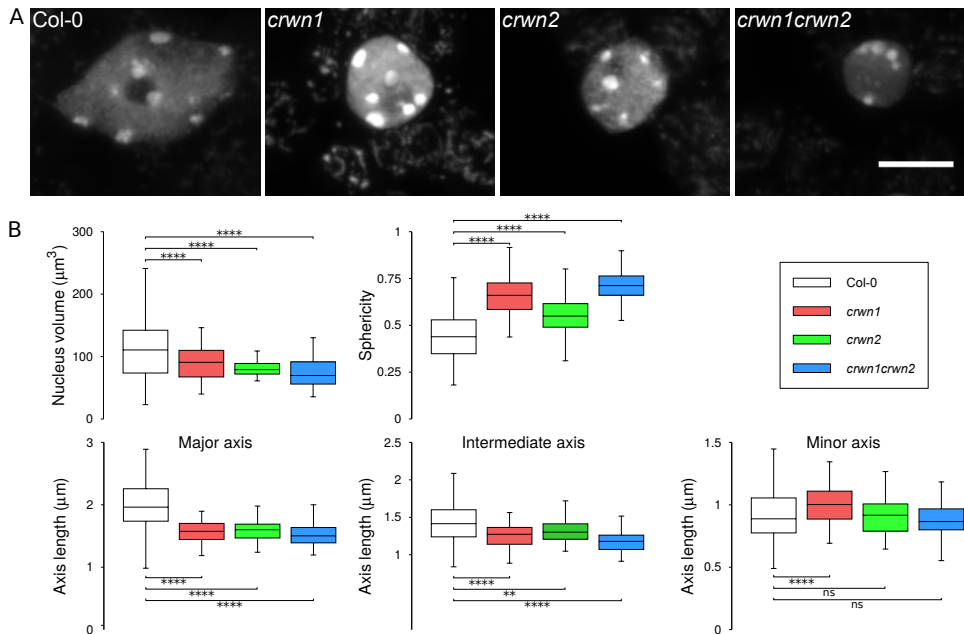 A
Col-0
crwn1
crwn2
crwn1crwn2
B
Nucleus volume (μm³)
300
200
100
0
****
****
****
Sphericity
1
0.75
0.5
0.25
0
****
****
****
Col-0
crwn1
crwn2
crwn1crwn2
Major axis
Axis length (μm)
3
2
1
0
****
****
****
Intermediate axis
Axis length (μm)
2.5
2
1.5
1
0
****
**
****
Minor axis
Axis length (μm)
1.5
1
0.5
0
****
ns
ns